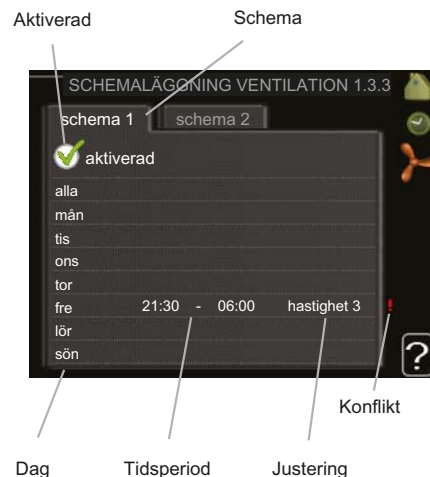 Aktiverad Schema
SCHEMALÄGGNING VENTILATION 1.3.3
schema 1 schema 2
aktiverad
alla
mån
tis
ons
tor
fre 21:30 - 06:00 hastighet 3 !
lör
sön
?
Konflikt
Dag Tidsperiod Justering